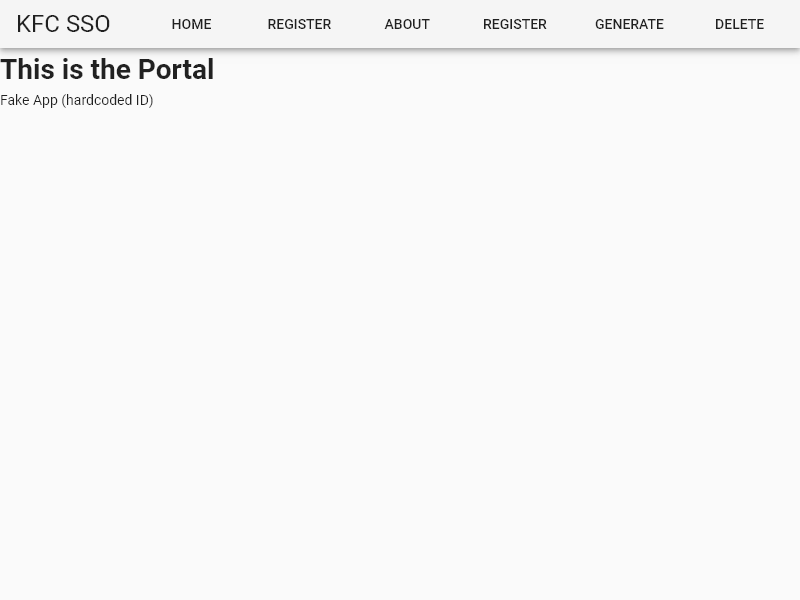 KFC SSO HOME REGISTER ABOUT REGISTER GENERATE DELETE
This is the Portal
Fake App (hardcoded ID)